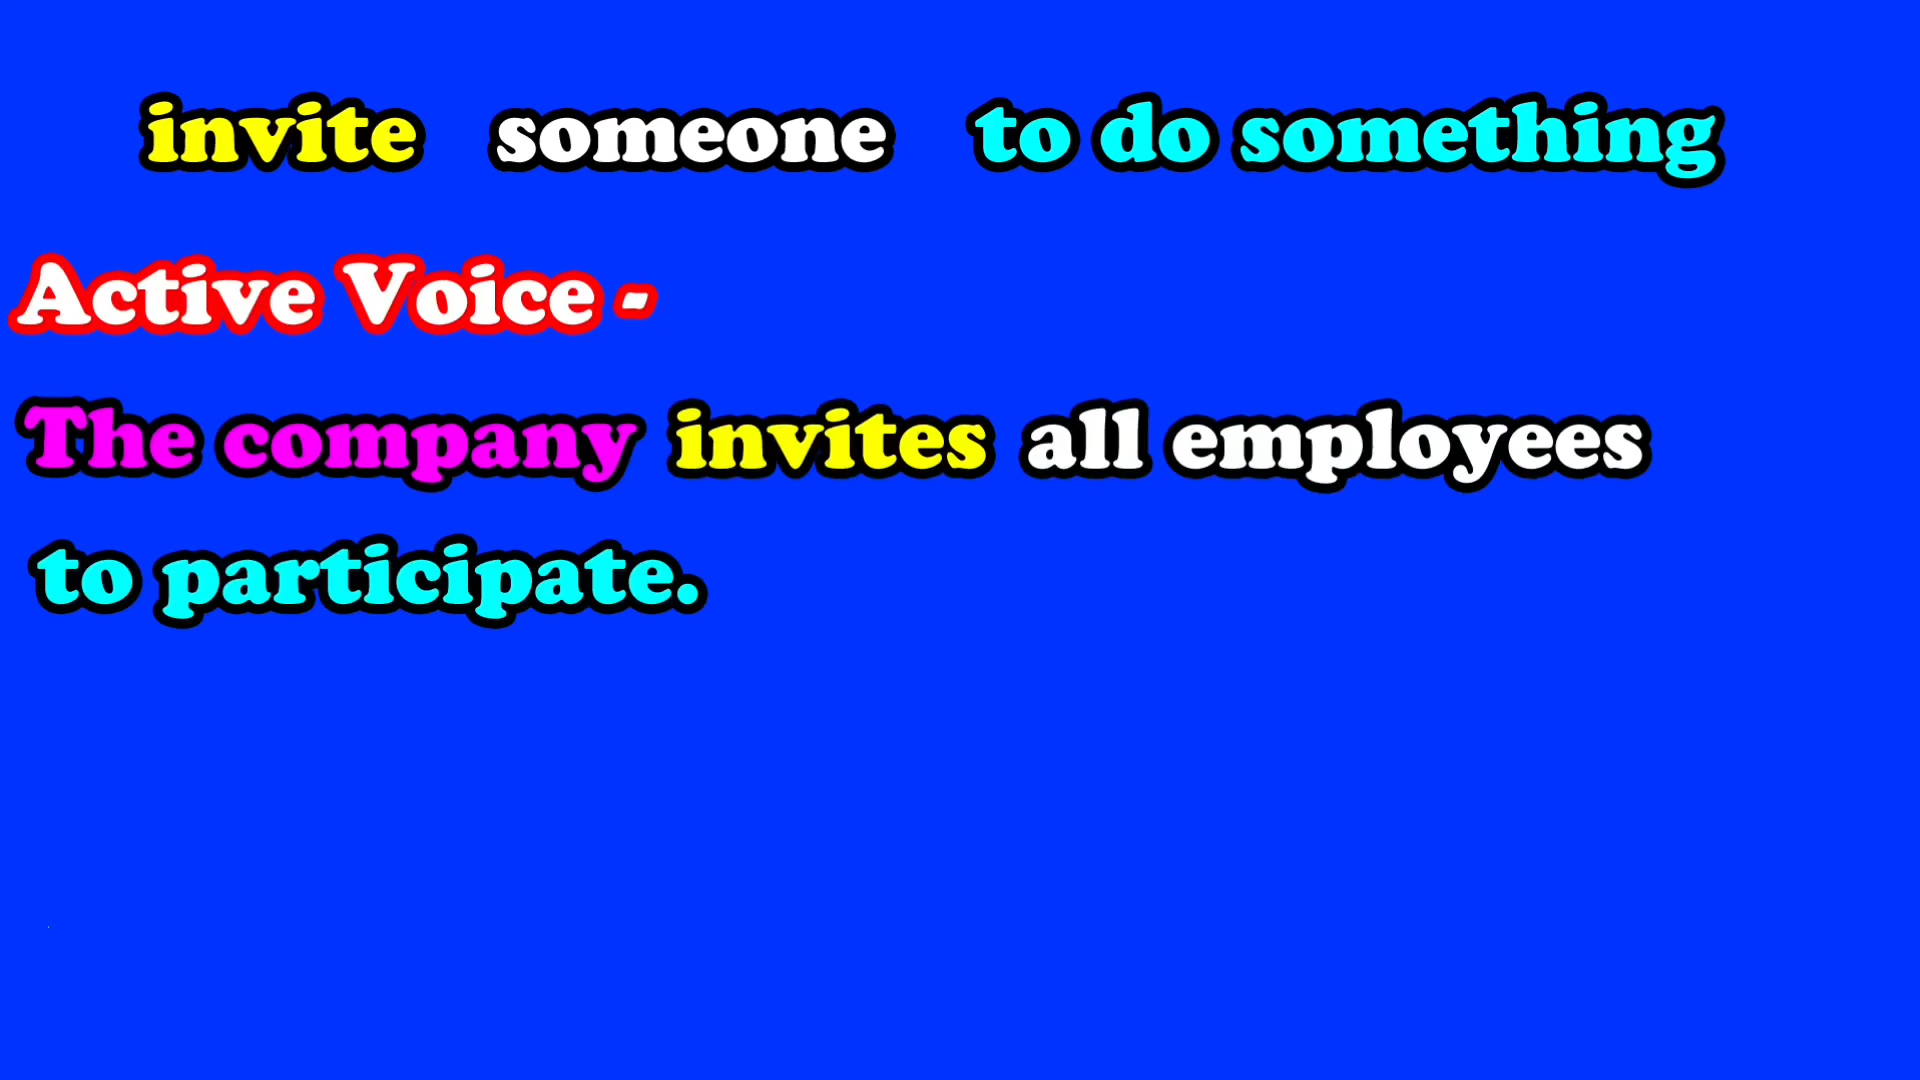 invite someone to do something
Active Voice -
The company invites all employees
to participate.